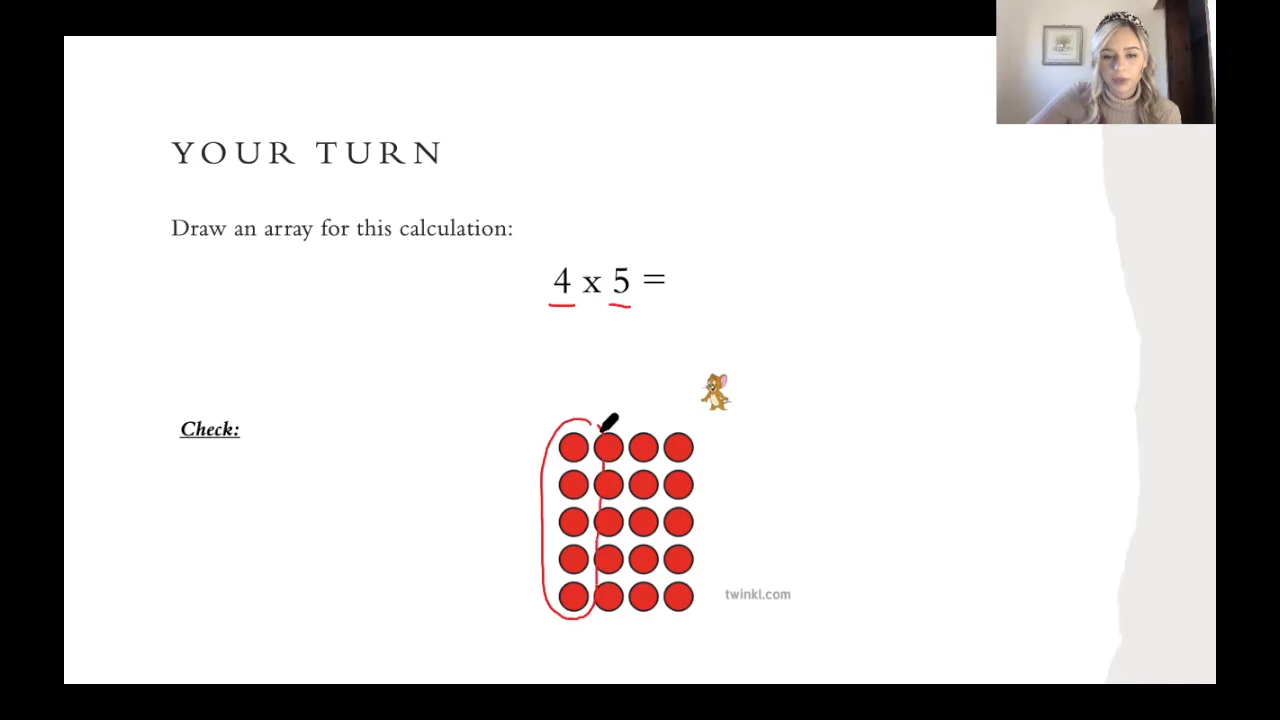 YOUR TURN
Draw an array for this calculation:
4 x 5 =
Check:
twinkl.com